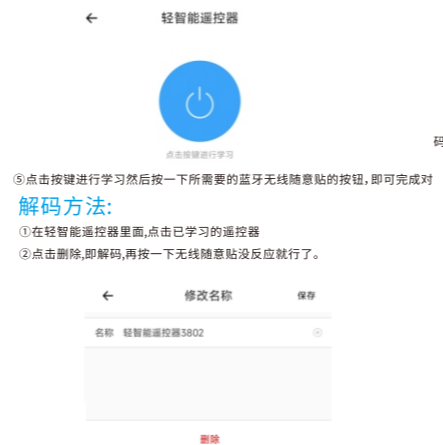 轻智能遥控器
点击按键进行学习
码
⑤点击按键进行学习然后按一下所需要的蓝牙无线随意贴的按钮，即可完成对
解码方法:
①在轻智能遥控器里面,点击已学习的遥控器
②点击删除,即解码,再按一下无线随意贴没反应就行了。
修改名称 保存
名称 轻智能遥控器3802
删除